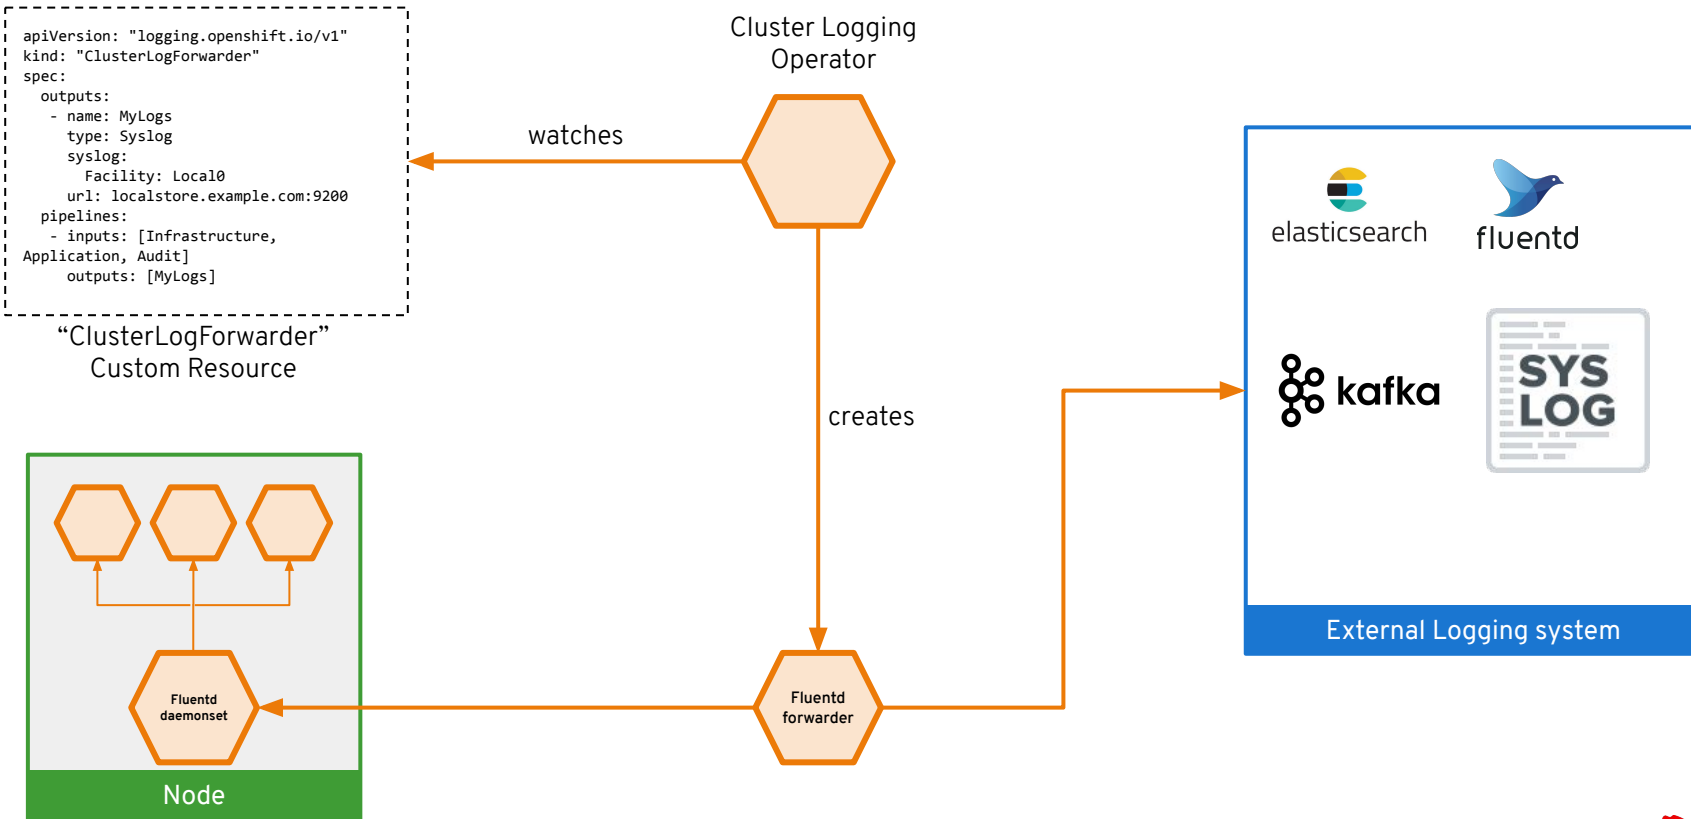 apiVersion: "logging.openshift.io/v1"
kind: "ClusterLogForwarder"
spec:
  outputs:
   - name: MyLogs
     type: Syslog
     syslog:
       Facility: Local0
     url: localstore.example.com:9200
  pipelines:
   - inputs: [Infrastructure,
Application, Audit]
     outputs: [MyLogs]
“ClusterLogForwarder”
Custom Resource
watches
Cluster Logging
Operator
creates
elasticsearch
fluentd
kafka
SYS
LOG
External Logging system
Fluentd
daemonset
Node
Fluentd
forwarder